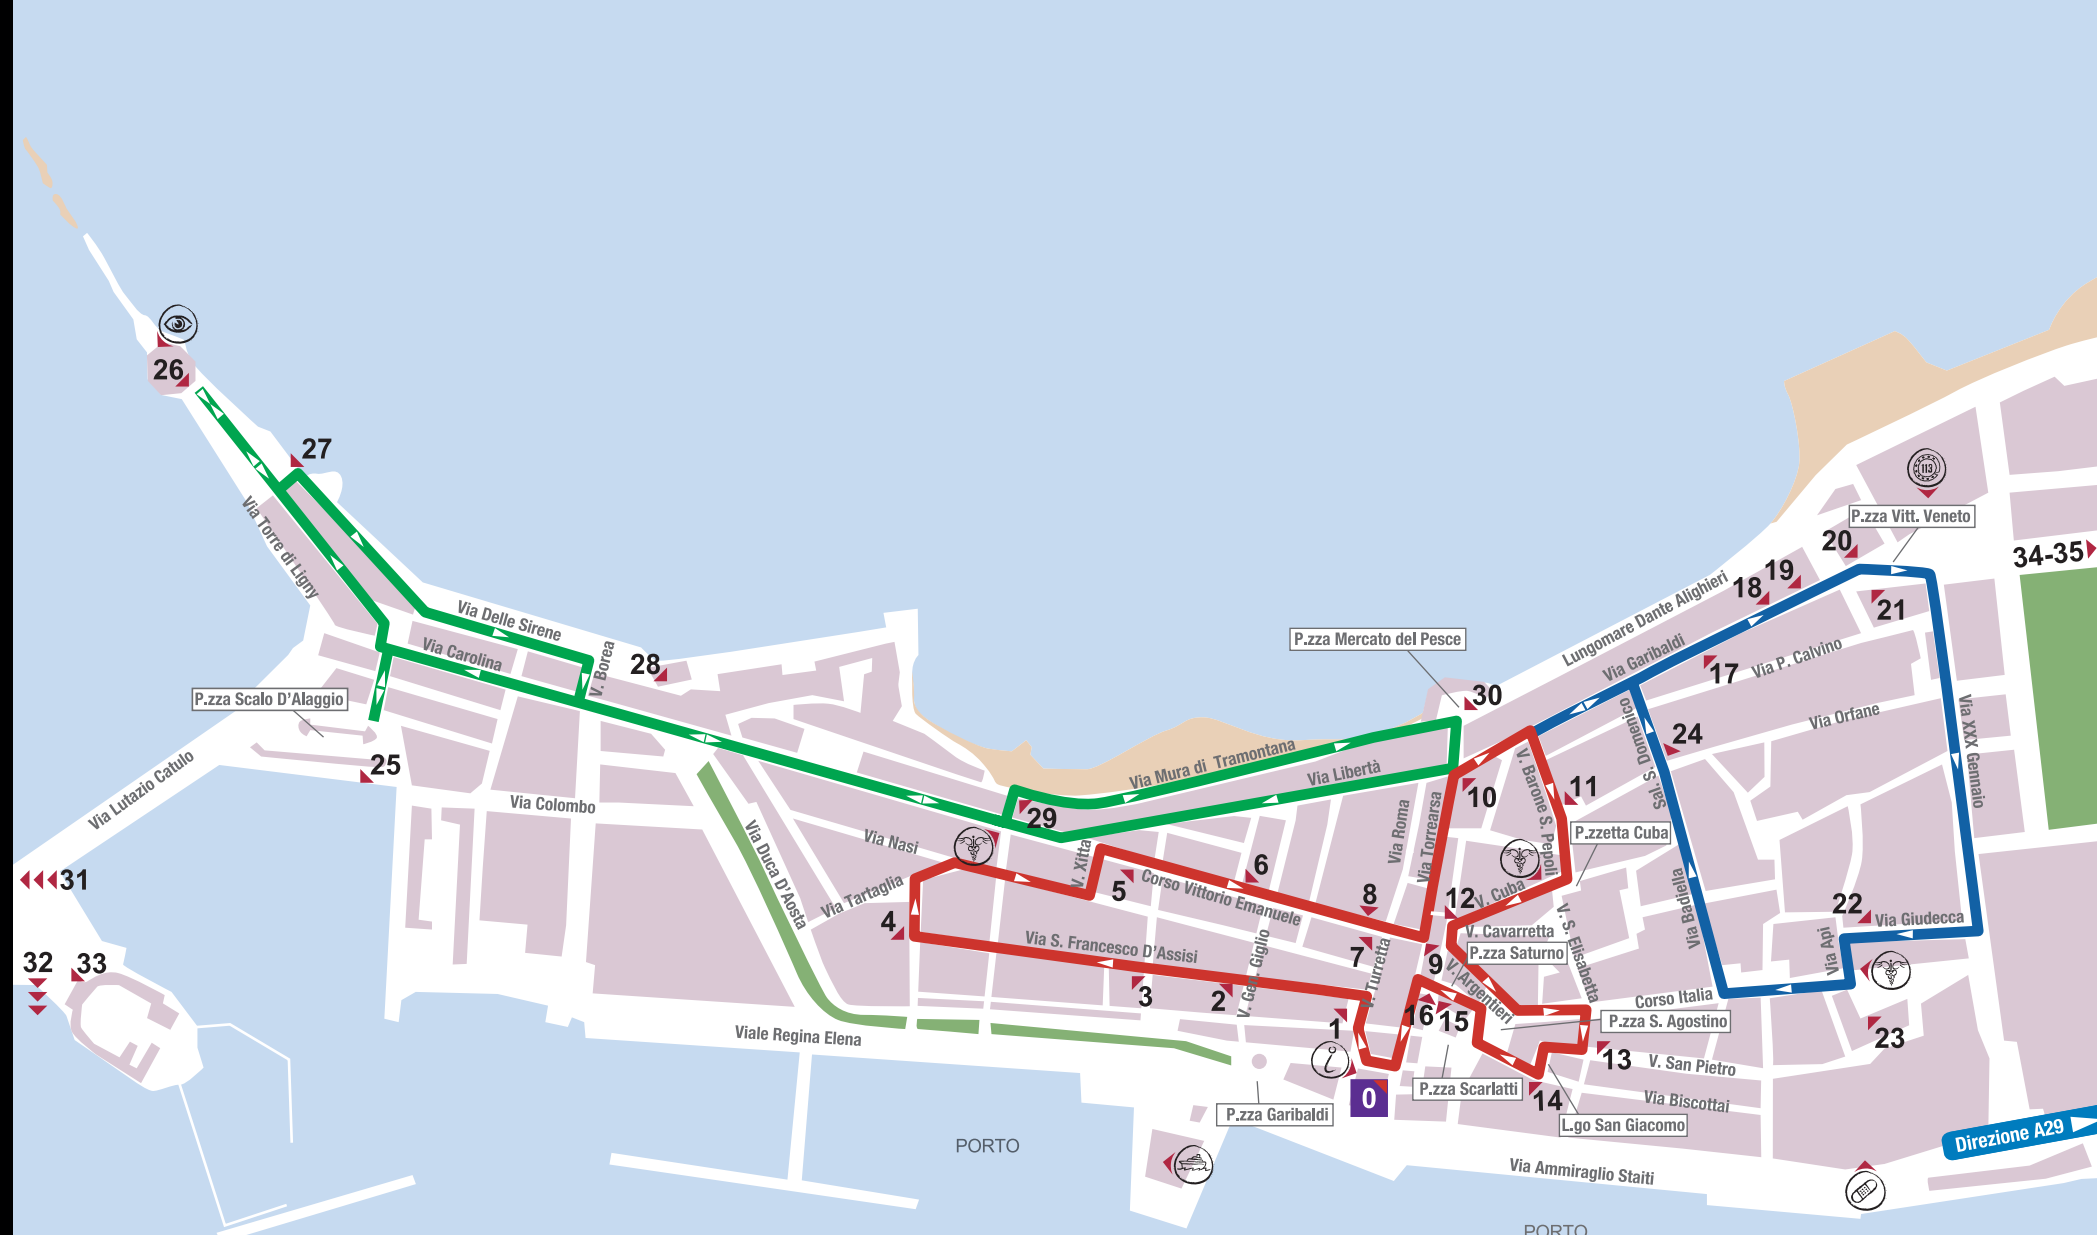 26
27
Via Torre di Ligny
Via Delle Sirene
Via Carolina
V. Borea
28
P.zza Scalo D'Alaggio
25
Via Lutazio Catulo
Via Colombo
31
32
33
Via Duca D'Aosta
Via Nasi
Via Tartaglia
4
Viale Regina Elena
29
V. Xitta
5
Via S. Francesco D'Assisi
3
2
V. Gen. Giglio
Corso Vittorio Emanuele
6
Via Mura di Tramontana
Via Libertà
P.zza Mercato del Pesce
30
Via Roma
Via Torrearsa
8
7
V. Turretta
1
0
9
10
V. Barone S. Pepoli
11
P.zzetta Cuba
12
V. Cuba
V. Cavarretta
P.zza Saturno
V. Argentieri
V. S. Elisabetta
16
15
P.zza S. Agostino
P.zza Scarlatti
13
14
V. San Pietro
Via Biscottai
L.go San Giacomo
P.zza Garibaldi
Corso Italia
Lungomare Dante Alighieri
Via Garibaldi
Sal. S. Domenico
24
Via Badiella
17
18
19
20
113
P.zza Vitt. Veneto
21
34-35
Via P. Calvino
Via Orfane
Via XXX Gennaio
22
Via Giudecca
Via Api
23
Direzione A29
Via Ammiraglio Staiti
PORTO
PORTO